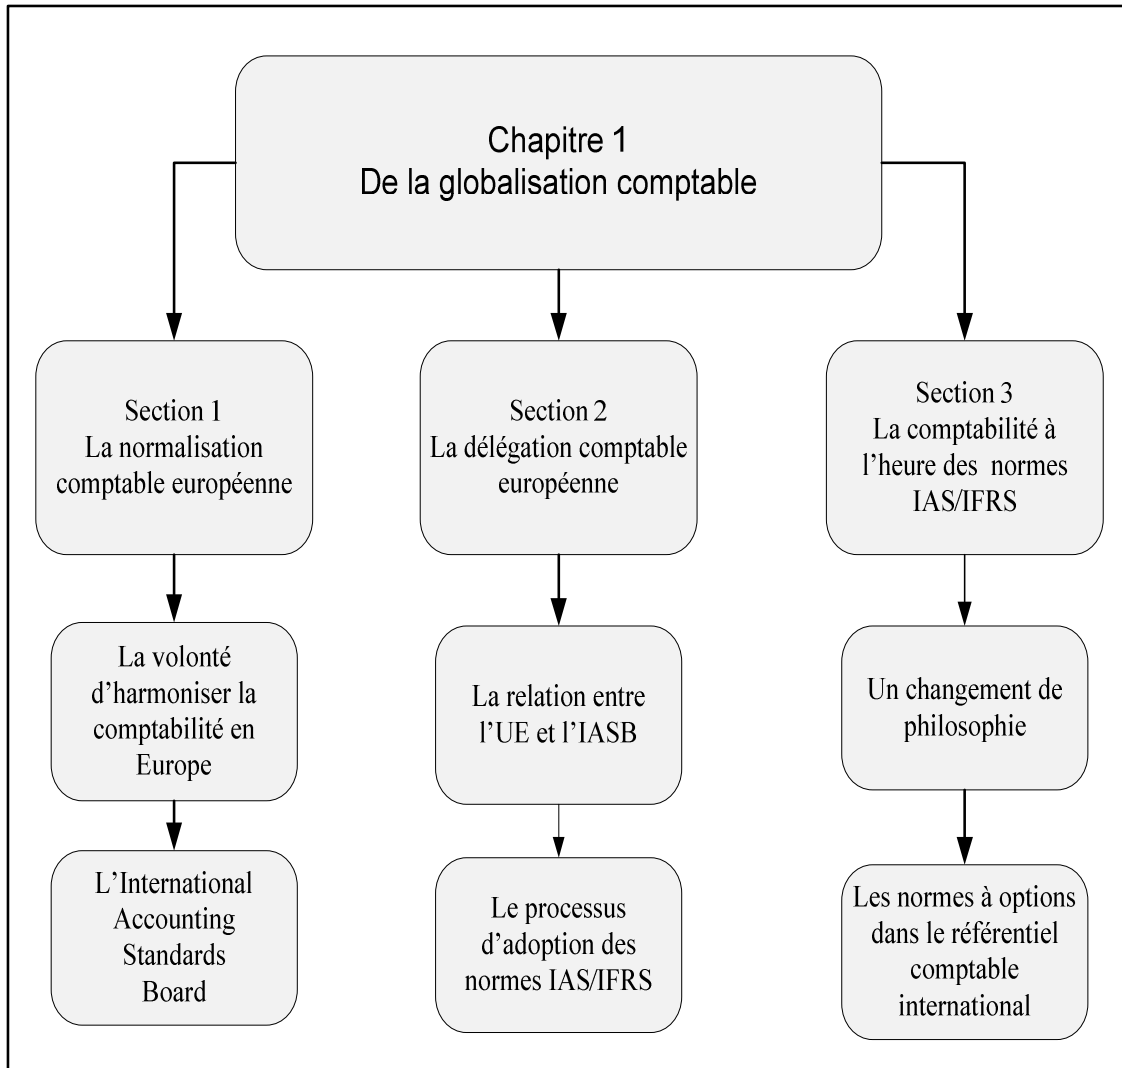 Chapitre 1
De la globalisation comptable
Section 1
La normalisation
comptable européenne
Section 2
La délégation comptable
européenne
Section 3
La comptabilité à
l’heure des  normes
IAS/IFRS
La volonté
d’harmoniser la
comptabilité en
Europe
La relation entre
l’UE et l’IASB
Un changement de
philosophie
L’International
Accounting
Standards
Board
Le processus
d’adoption des
normes IAS/IFRS
Les normes à options
dans le référentiel
comptable
international